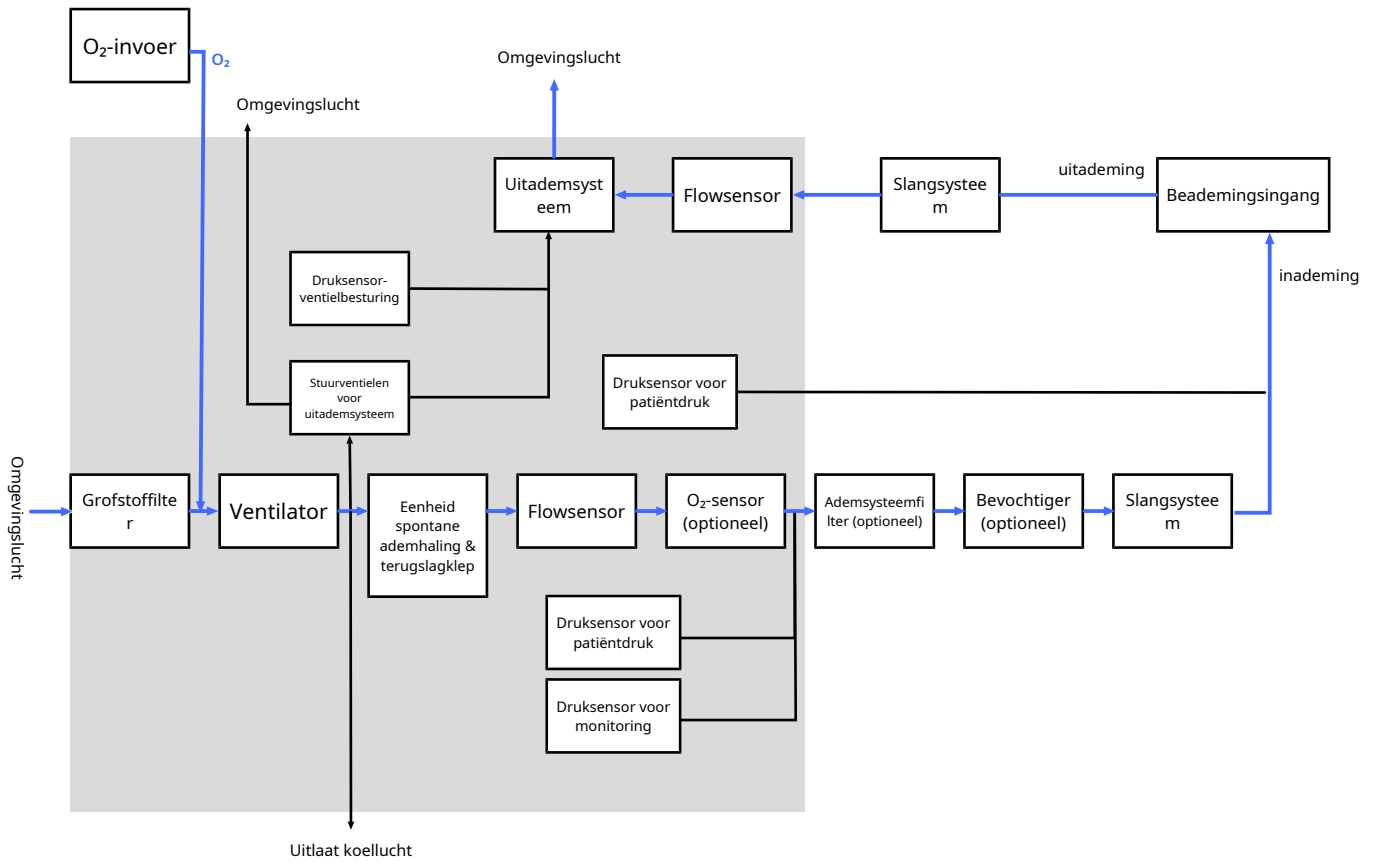 O₂-invoer
O₂
Omgevingslucht
Omgevingslucht
Uitademsyst
eem
Flowsensor
Slangsystee
m
uitademing
Beademingsingang
inademing
Druksensor-
ventielbesturing
Stuurventielen
voor
uitademsysteem
Druksensor voor
patiëntdruk
Omgevingslucht
Grofstoffilte
r
Ventilator
Eenheid
spontane
ademhaling &
terugslagklep
Flowsensor
O₂-sensor
(optioneel)
Ademsysteemfi
lter (optioneel)
Bevochtiger
(optioneel)
Slangsystee
m
Druksensor voor
patiëntdruk
Druksensor voor
monitoring
Uitlaat koellucht